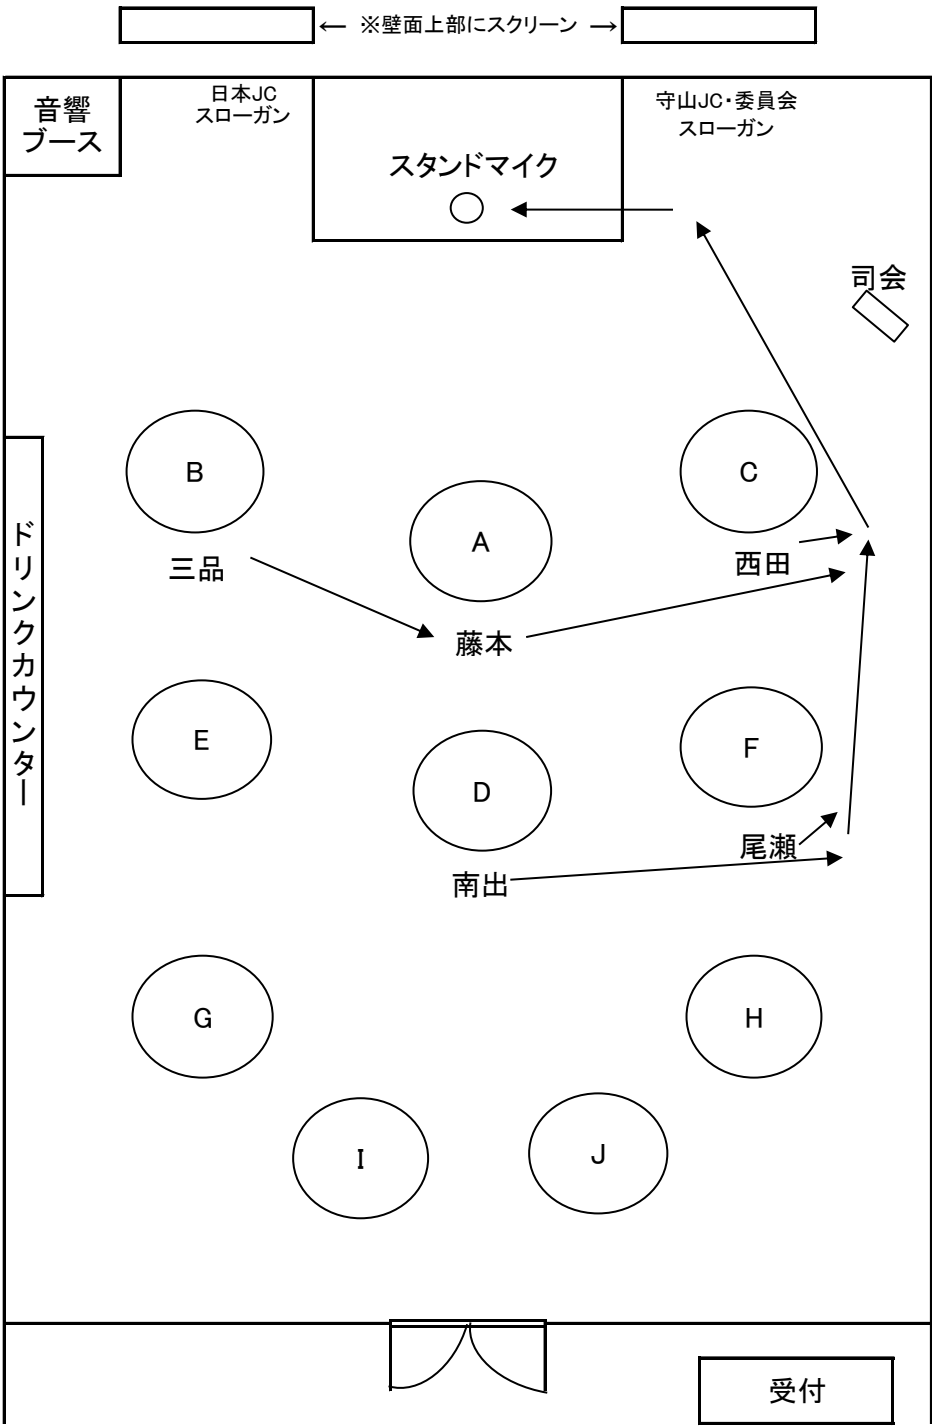 ← ※壁面上部にスクリーン →
音響
ブース
日本JC
スローガン
守山JC・委員会
スローガン
スタンドマイク
司会
B
C
A
三品
西田
藤本
ドリンクカウンター
E
F
D
尾瀬
南出
G
H
I
J
受付